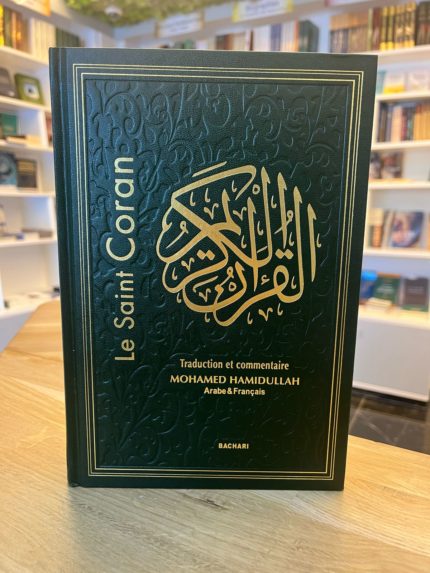 Le Saint Coran
القرآن الكريم
Traduction et commentaire
MOHAMED HAMIDULLAH
Arabe & Français
BACHARI